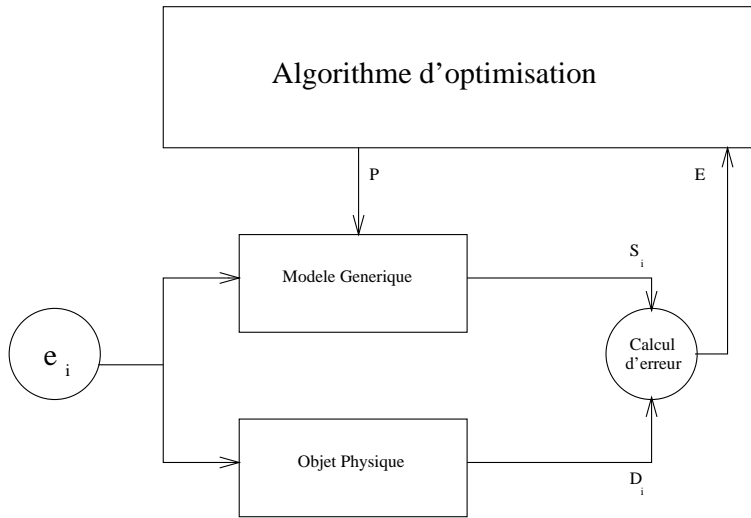 Algorithme d'optimisation
P
E
Modele Generique
S i
e i
Calcul
d'erreur
Objet Physique
D i